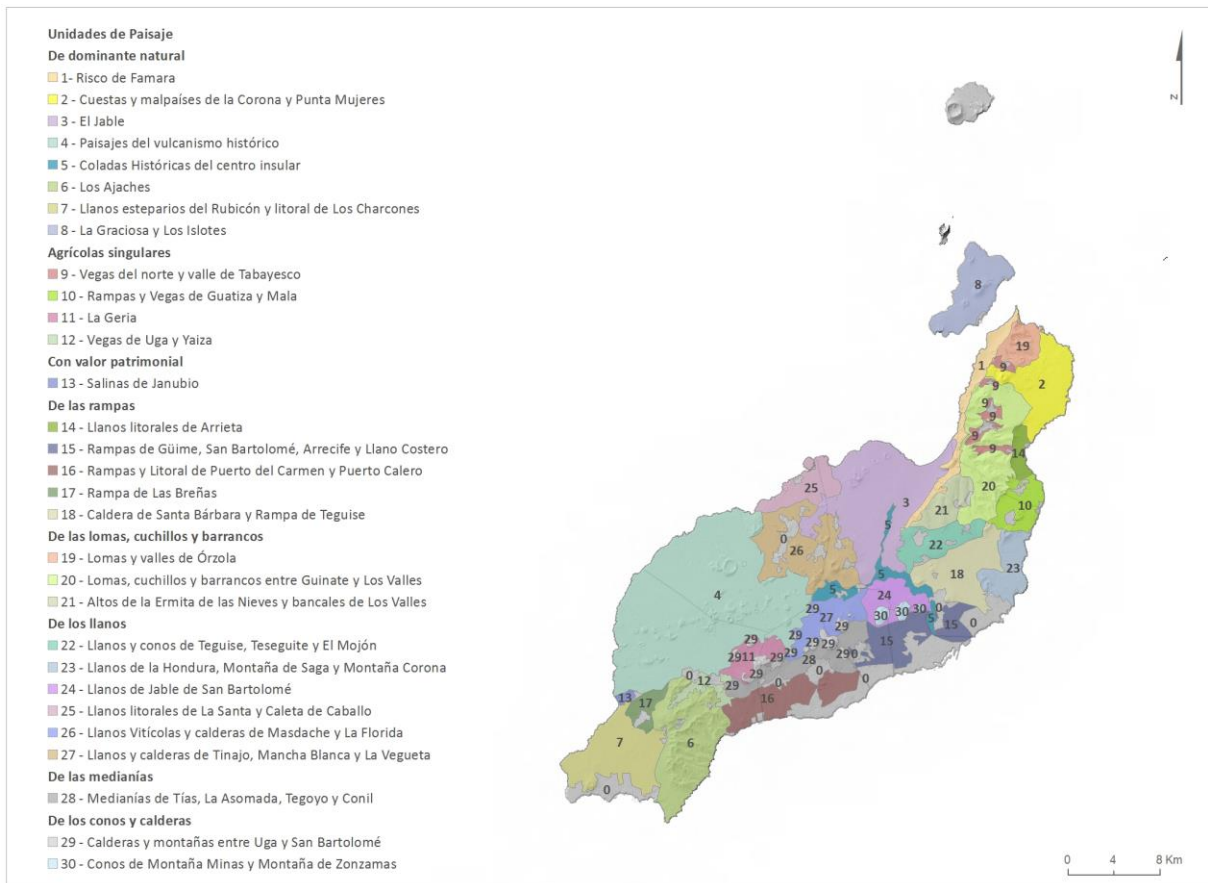 Unidades de Paisaje
De dominante natural
1- Risco de Famara
2 - Cuestas y malpaíses de la Corona y Punta Mujeres
3 - El Jable
4 - Paisajes del vulcanismo histórico
5 - Coladas Históricas del centro insular
6 - Los Ajaches
7 - Llanos esteparios del Rubicón y litoral de Los Charcones
8 - La Graciosa y Los Islotes
Agrícolas singulares
9 - Vegas del norte y valle de Tabayesco
10 - Rampas y Vegas de Guatiza y Mala
11 - La Geria
12 - Vegas de Uga y Yaiza
Con valor patrimonial
13 - Salinas de Janubio
De las rampas
14 - Llanos litorales de Arrieta
15 - Rampas de Güime, San Bartolomé, Arrecife y Llano Costero
16 - Rampas y Litoral de Puerto del Carmen y Puerto Calero
17 - Rampa de Las Breñas
18 - Caldera de Santa Bárbara y Rampa de Teguise
De las lomas, cuchillos y barrancos
19 - Lomas y valles de Órzola
20 - Lomas, cuchillos y barrancos entre Guinate y Los Valles
21 - Altos de la Ermita de las Nieves y bancales de Los Valles
De los llanos
22 - Llanos y conos de Teguise, Teseguite y El Mojón
23 - Llanos de la Hondura, Montaña de Saga y Montaña Corona
24 - Llanos de Jable de San Bartolomé
25 - Llanos litorales de La Santa y Caleta de Caballo
26 - Llanos Vitícolas y calderas de Masdache y La Florida
27 - Llanos y calderas de Tinajo, Mancha Blanca y La Vegueta
De las medianías
28 - Medianías de Tías, La Asomada, Tegoyo y Conil
De los conos y calderas
29 - Calderas y montañas entre Uga y San Bartolomé
30 - Conos de Montaña Minas y Montaña de Zonzamas
N
8
19
1
9
2
9
9
9
9
9
14
25
3
20
10
21
5
0
26
22
23
5
18
4
5
24
29
27
30
30
30
0
29
5
15
0
29
29
29
15
29
11
29
29
28
29
0
0
12
29
29
0
0
13
17
16
7
6
0
0 4 8 Km